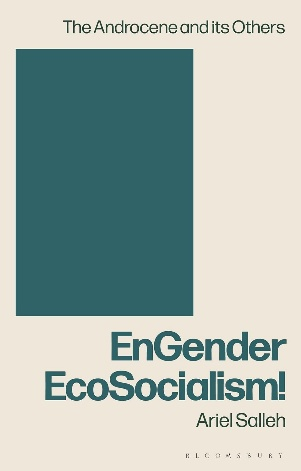 The Androcene and its Others
EnGender
EcoSocialism!
Ariel Salleh
BLOOMSBURY